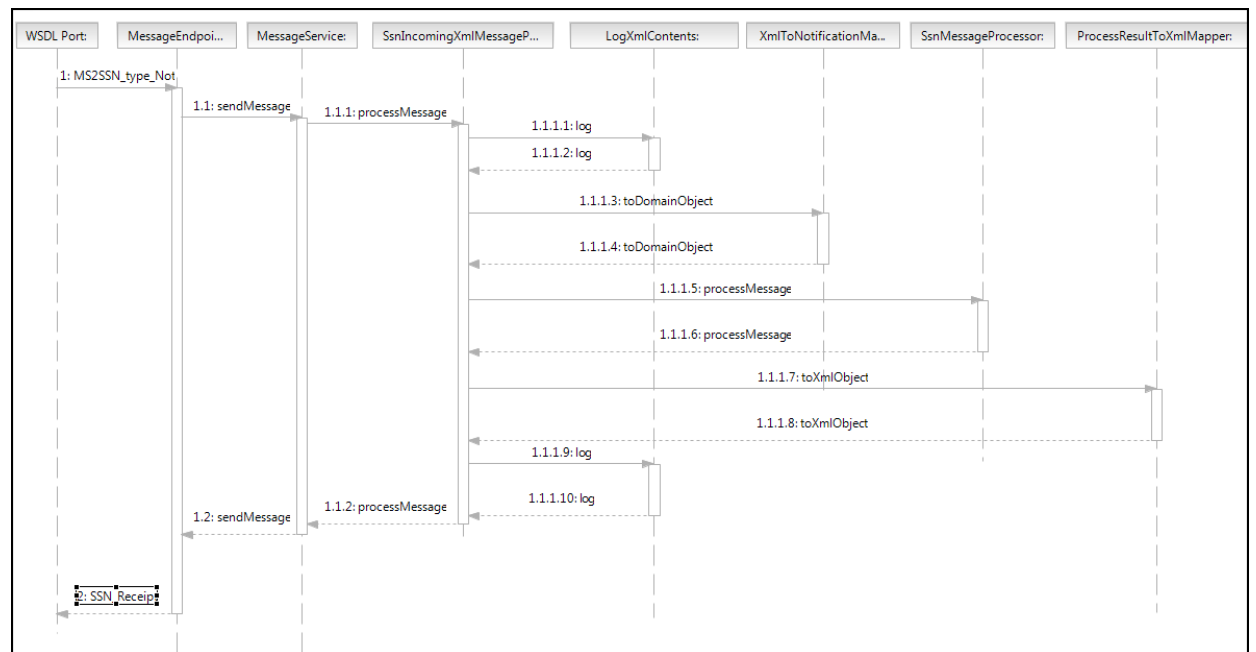 WSDL Port:
MessageEndpoi...
MessageService:
SsnIncomingXmlMessageP...
LogXmlContents:
XmlToNotificationMa...
SsnMessageProcessor:
ProcessResultToXmlMapper:
1: MS2SSN_type_Not
1.1: sendMessage
1.1.1: processMessage
1.1.1.1: log
1.1.1.2: log
1.1.1.3: toDomainObject
1.1.1.4: toDomainObject
1.1.1.5: processMessage
1.1.1.6: processMessage
1.1.1.7: toXmlObject
1.1.1.8: toXmlObject
1.1.1.9: log
1.1.1.10: log
1.1.2: processMessage
1.2: sendMessage
2: SSN_Receip